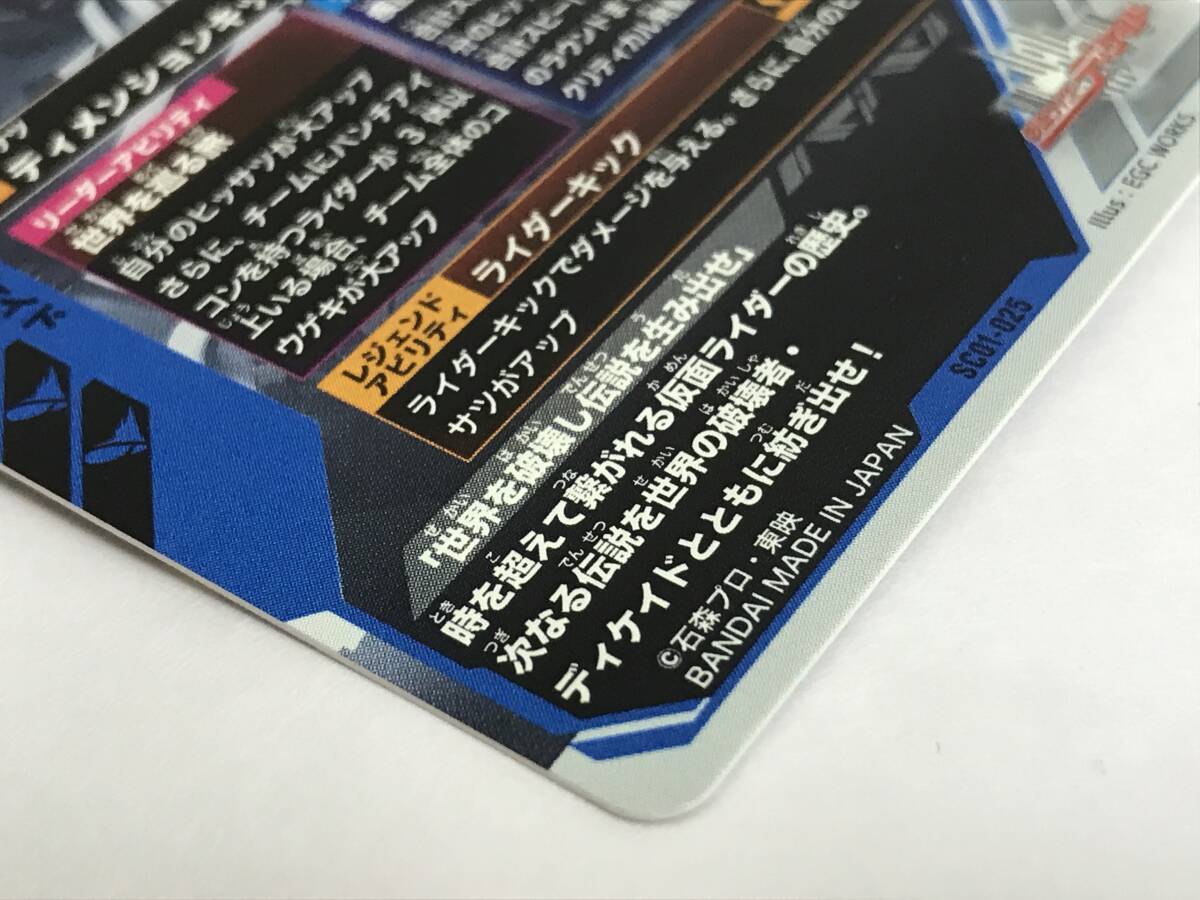 ディメンションキッ
リーダーアビリティ
世界を還る旅
自分のヒッサツが大アップ
さらに、チームにパンチアイ
コンを持つライダーが3体以
上いる場合、チーム全体のコ
ウゲキが大アップ
クリティカル
レジェンド
アビリティ
ライダーキック
ライダーキックでダメージを与える。さらに、自分のヒ
サツがアップ
「世界を破壊し伝説を生み出せ」
時を超えて繋がれる仮面ライダーの歴史。
次なる伝説を世界の破壊者・
ディケイドとともに紡ぎ出せ！
©石森プロ・東映
BANDAI MADE IN JAPAN
SC01-025
Illus：EGC WORKS